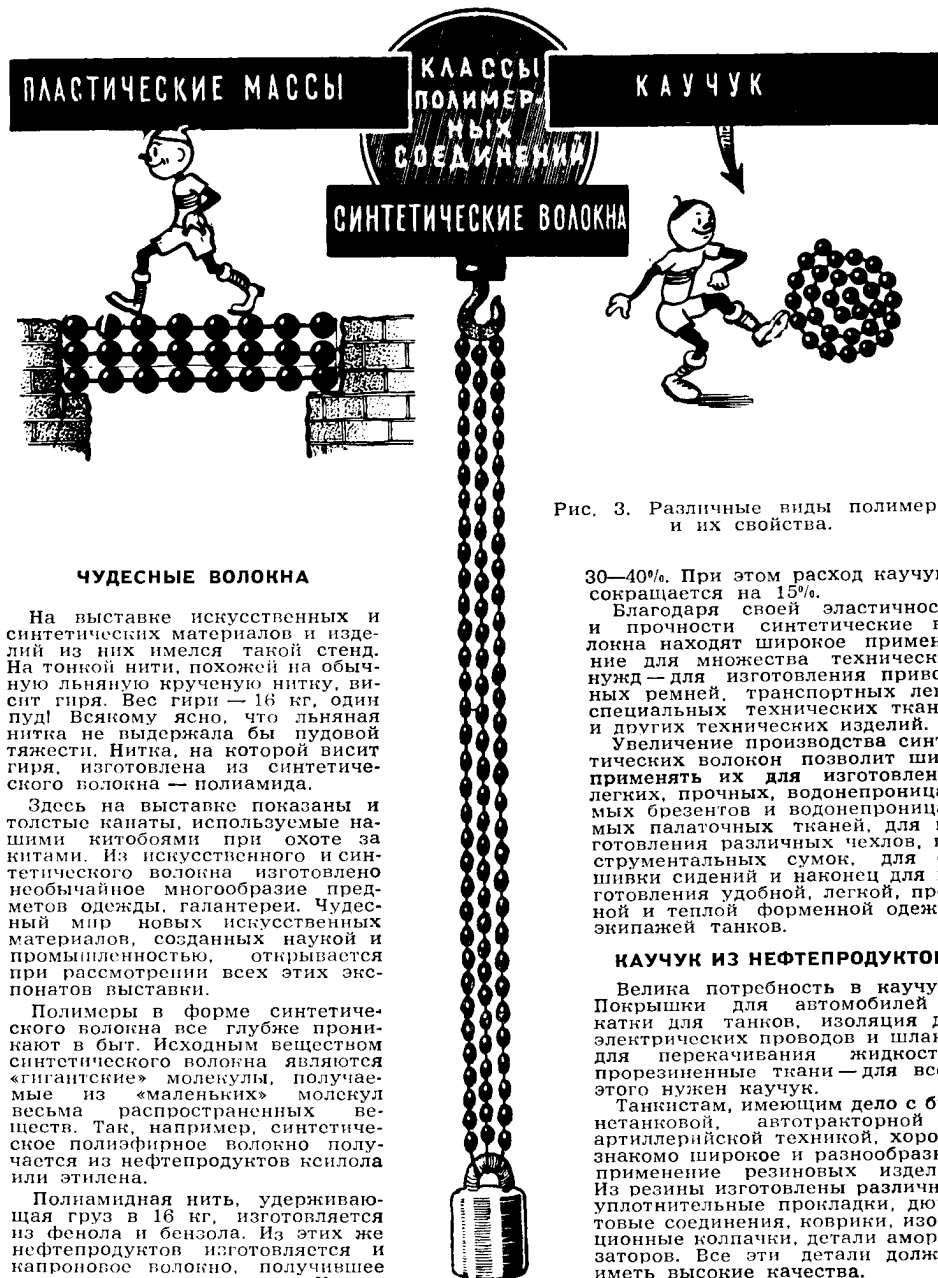 ПЛАСТИЧЕСКИЕ МАССЫ
КЛАССЫ
ПОЛИМЕР-
НЫХ
СОЕДИНЕНИЙ
КАУЧУК
СИНТЕТИЧЕСКИЕ ВОЛОКНА
Рис. 3. Различные виды полимер
и их свойства.
ЧУДЕСНЫЕ ВОЛОКНА
На выставке искусственных и
синтетических материалов и изде-
лий из них имелся такой стенд.
На тонкой нити, похожей на обыч-
ную льняную крученую нитку, ви-
сит гиря. Вес гири — 16 кг, один
пуд! Всякому ясно, что льняная
нитка не выдержала бы пудовой
тяжести. Нитка, на которой висит
гиря, изготовлена из синтетиче-
ского волокна — полиамида.
Здесь на выставке показаны и
толстые канаты, используемые на-
шими китобоями при охоте за
китами. Из искусственного и син-
тетического волокна изготовлено
необычайное многообразие пред-
метов одежды, галантереи. Чудес-
ный мир новых искусственных
материалов, созданных наукой и
промышленностью, открывается
при рассмотрении всех этих экс-
понатов выставки.
Полимеры в форме синтетиче-
ского волокна все глубже прони-
кают в быт. Исходным веществом
синтетического волокна являются
«гигантские» молекулы, получае-
мые из «маленьких» молекул
весьма распространенных ве-
ществ. Так, например, синтетиче-
ское полиэфирное волокно полу-
чается из нефтепродуктов ксилола
или этилена.
Полиамидная нить, удерживаю-
щая груз в 16 кг, изготовляется
из фенола и бензола. Из этих же
нефтепродуктов изготовляется и
капроновое волокно, получившее
30—40%. При этом расход каучу
сокращается на 15%.
Благодаря своей эластичнос
и прочности синтетические в
локна находят широкое примен
ние для множества техническ
нужд — для изготовления приво
ных ремней, транспортных лен
специальных технических ткан
и других технических изделий.
Увеличение производства синт
тических волокон позволит ши
применять их для изготовлен
легких, прочных, водонепроница
мых брезентов и водонепроница
мых палаточных тканей, для
готовления различных чехлов,
струментальных сумок, для
шивки сидений и наконец для
готовления удобной, легкой, пр
ной и теплой форменной одеж
экипажей танков.
КАУЧУК ИЗ НЕФТЕПРОДУКТО
Велика потребность в каучу
Покрышки для автомобилей
катки для танков, изоляция д
электрических проводов и шлан
для перекачивания жидкост
прорезиненные ткани — для все
этого нужен каучук.
Танкистам, имеющим дело с б
нетанковой, автотракторной
артиллерийской техникой, хоро
знакомо широкое и разнообраз
применение резиновых издел
Из резины изготовлены различн
уплотнительные прокладки, дю
товые соединения, коврики, изо
ционные колпачки, детали амор
заторов. Все эти детали долж
иметь высокие качества.